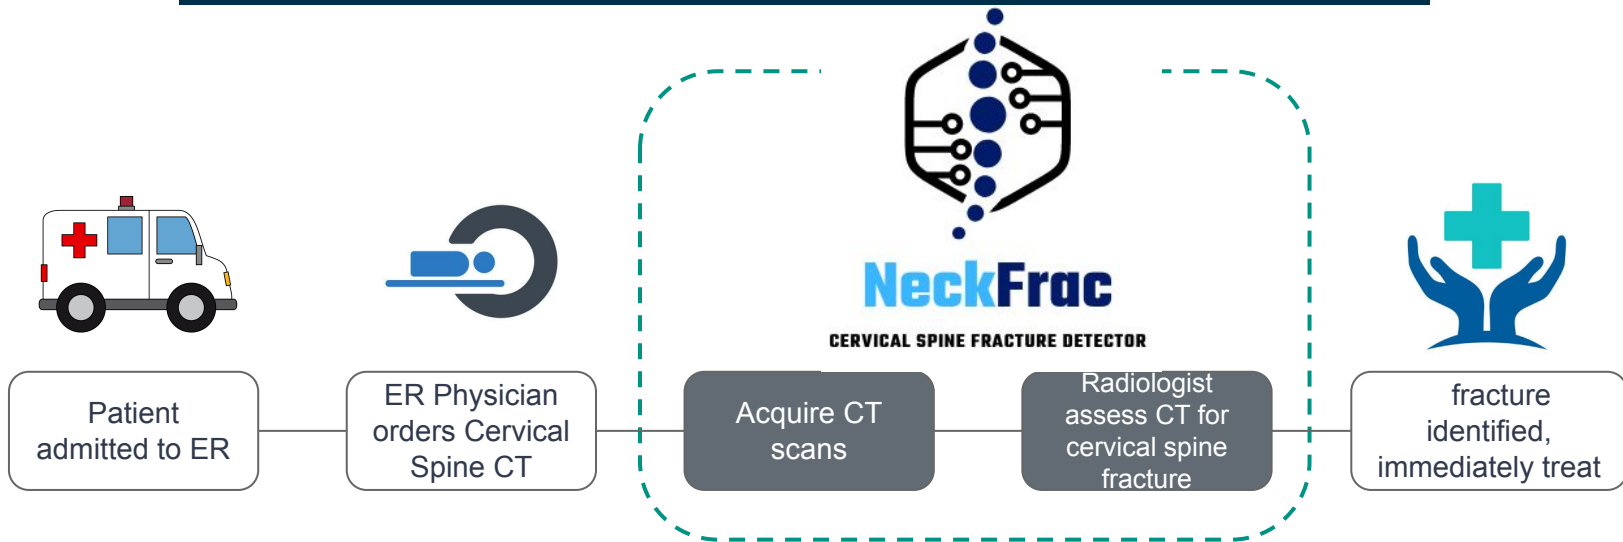 NeckFrac
CERVICAL SPINE FRACTURE DETECTOR
Patient
admitted to ER
ER Physician
orders Cervical
Spine CT
Acquire CT
scans
Radiologist
assess CT for
cervical spine
fracture
fracture
identified,
immediately treat